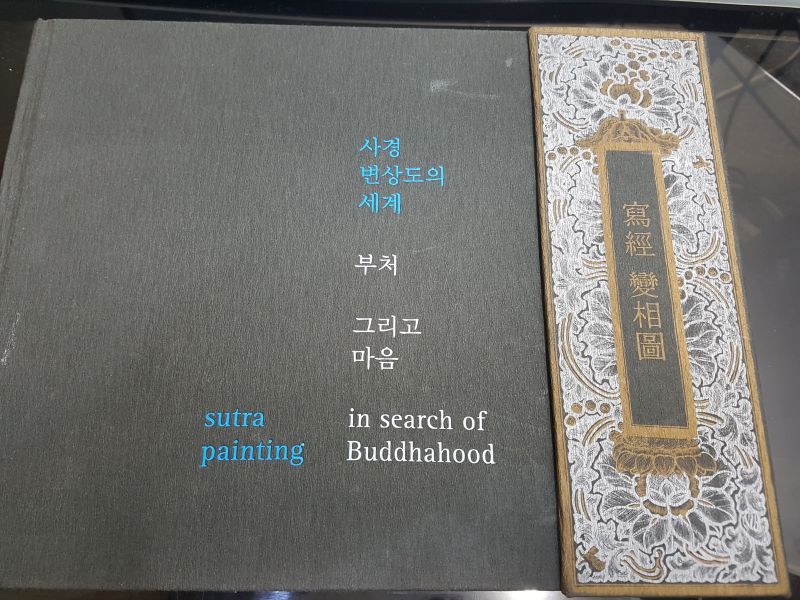 사경
변상도의
세계
부처
그리고
마음
sutra
painting
in search of
Buddhahood
寫經 變相圖